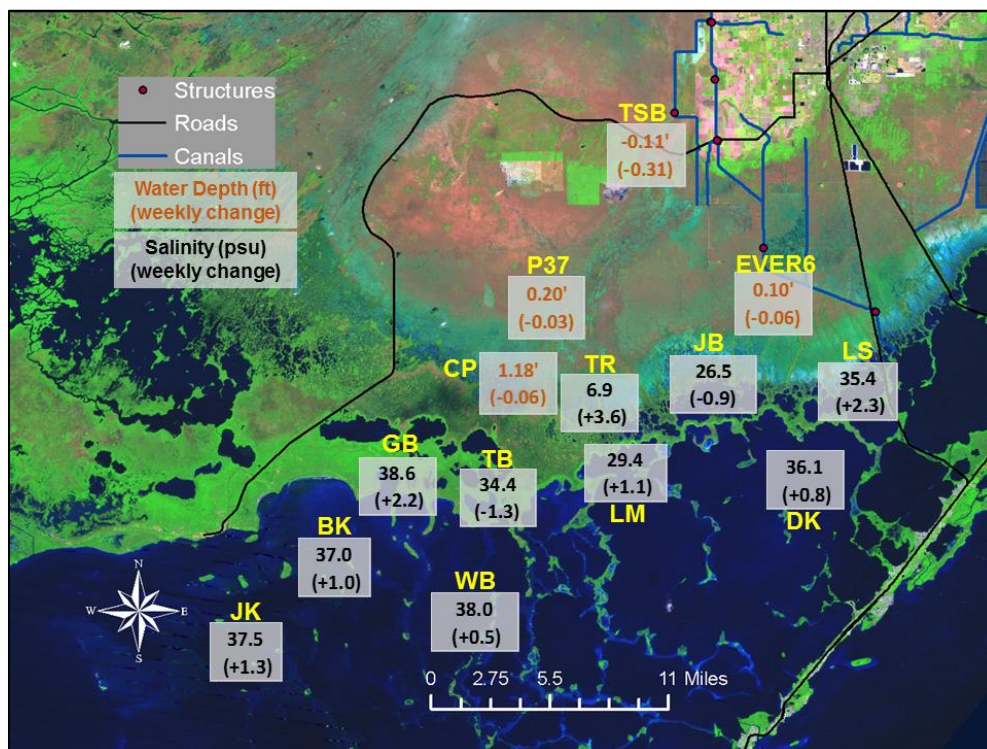 Structures
Roads
Canals
Water Depth (ft)
(weekly change)
Salinity (psu)
(weekly change)
TSB
-0.11'
(-0.31)
P37
0.20'
(-0.03)
EVER6
0.10'
(-0.06)
CP
1.18'
(-0.06)
TR
6.9
(+3.6)
JB
26.5
(-0.9)
LS
35.4
(+2.3)
GB
38.6
(+2.2)
TB
34.4
(-1.3)
29.4
(+1.1)
LM
36.1
(+0.8)
DK
BK
37.0
(+1.0)
WB
38.0
(+0.5)
JK
37.5
(+1.3)
N
W
E
S
0 2.75 5.5 11 Miles